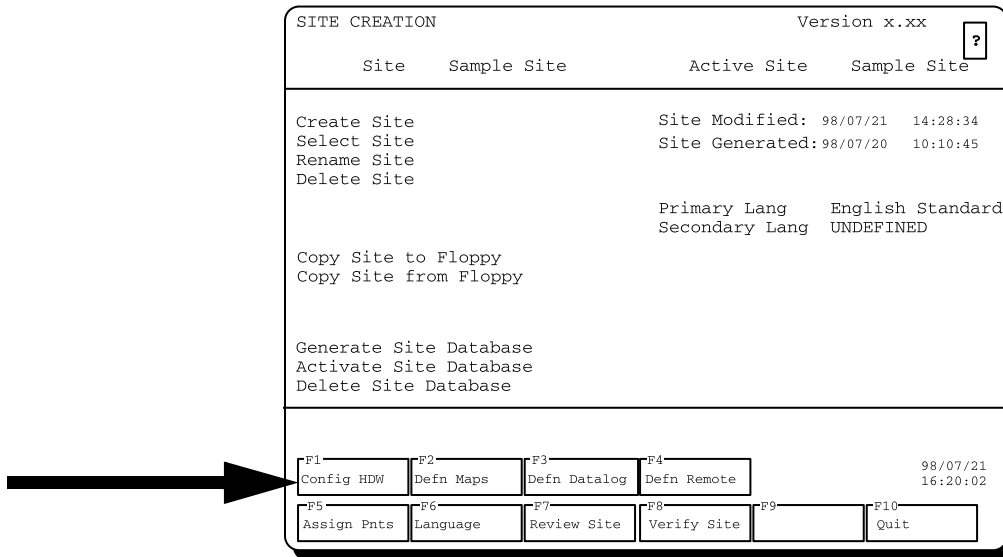 SITE CREATION Version x.xx
?
Site Sample Site Active Site Sample Site
Create Site Site Modified: 98/07/21 14:28:34
Select Site Site Generated: 98/07/20 10:10:45
Rename Site
Delete Site
Primary Lang English Standard
Secondary Lang UNDEFINED
Copy Site to Floppy
Copy Site from Floppy
Generate Site Database
Activate Site Database
Delete Site Database
F1 F2 F3 F4
Config HDW Defn Maps Defn Datalog Defn Remote
98/07/21
16:20:02
F5 F6 F7 F8 F9 F10
Assign Pnts Language Review Site Verify Site Quit